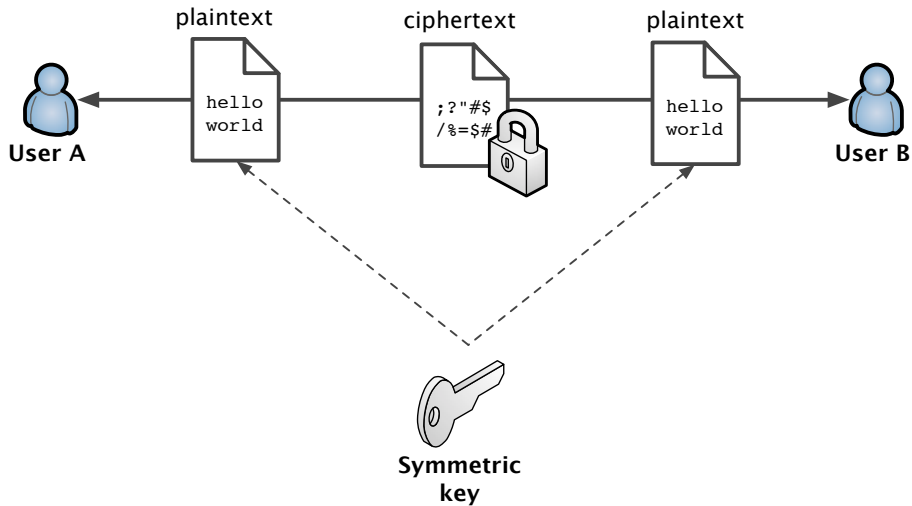 plaintext
ciphertext
plaintext
hello
world
;?"#$
/%=$#
hello
world
User A
User B
Symmetric
key